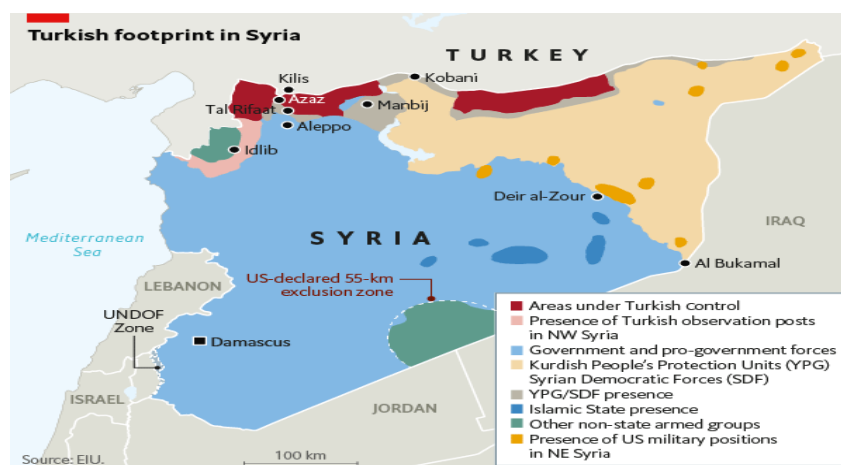 Turkish footprint in Syria
TURKEY
Kilis
Kobani
Azaz
Tal Rifaat
Manbij
Aleppo
Idlib
Deir al-Zour
SYRIA
IRAQ
Mediterranean
Sea
Al Bukamal
US-declared 55-km
exclusion zone
LEBANON
UNDOF
Zone
Damascus
ISRAEL
JORDAN
Areas under Turkish control
Presence of Turkish observation posts
in NW Syria
Government and pro-government forces
Kurdish People's Protection Units (YPG)
Syrian Democratic Forces (SDF)
YPG/SDF presence
Islamic State presence
Other non-state armed groups
Presence of US military positions
in NE Syria
100 km
Source: EIU.